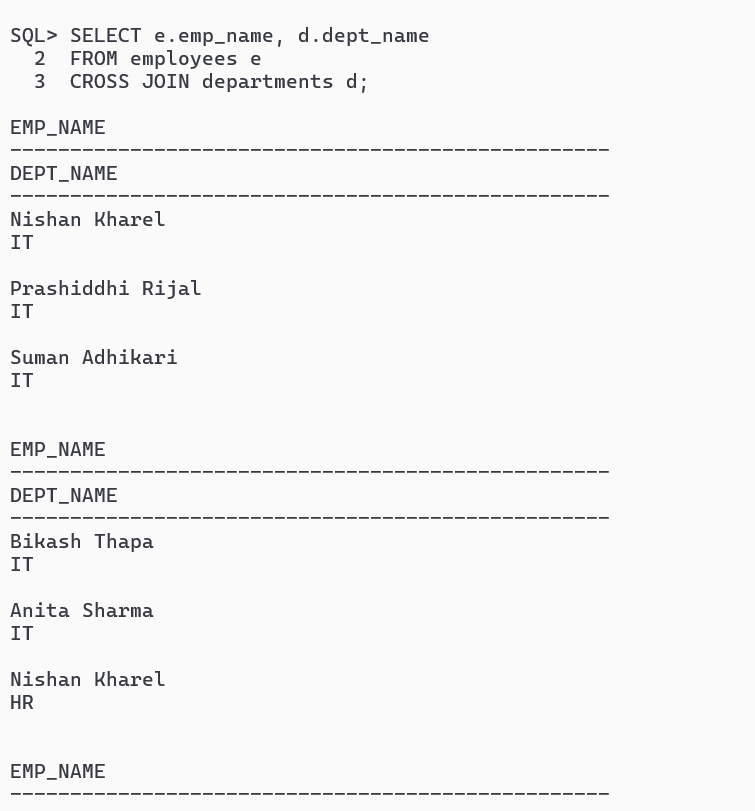 SQL> SELECT e.emp_name, d.dept_name
  2  FROM employees e
  3  CROSS JOIN departments d;
EMP_NAME
--------------------------------------------------
DEPT_NAME
--------------------------------------------------
Nishan Kharel
IT
Prashiddhi Rijal
IT
Suman Adhikari
IT
EMP_NAME
--------------------------------------------------
DEPT_NAME
--------------------------------------------------
Bikash Thapa
IT
Anita Sharma
IT
Nishan Kharel
HR
EMP_NAME
--------------------------------------------------